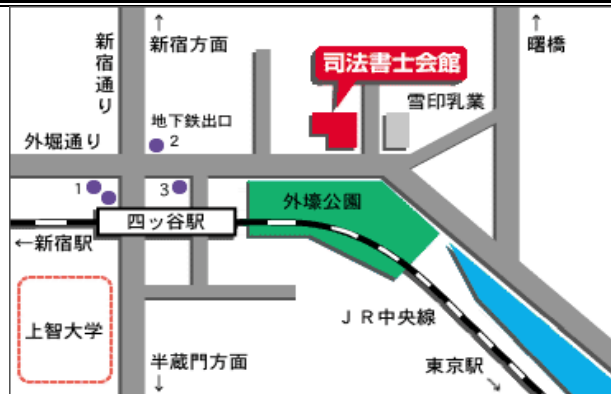 ↑
新宿方面
↑
曙橋
新宿通り
司法書士会館
雪印乳業
地下鉄出口
2
外堀通り
1
3
外壕公園
四ッ谷駅
←新宿駅
JR中央線
上智大学
半蔵門方面
↓
東京駅
↘